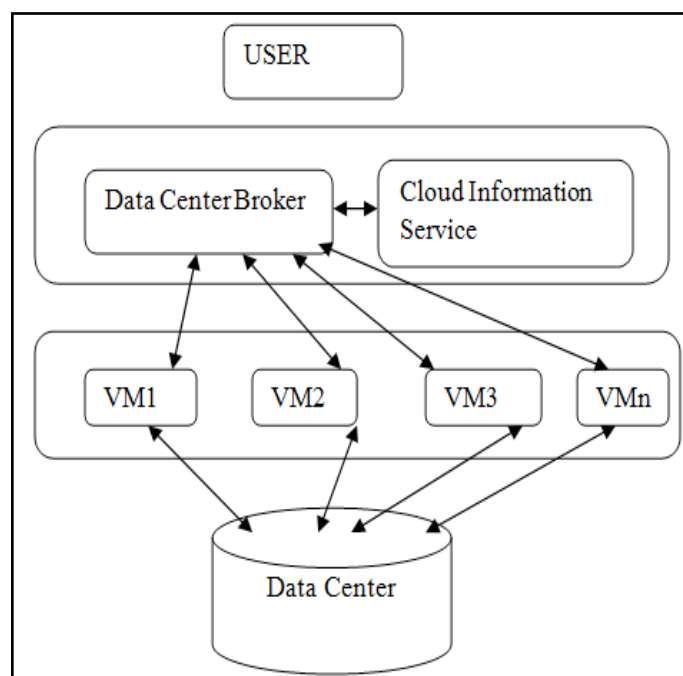 USER
Data Center Broker
Cloud Information
Service
VM1
VM2
VM3
VMn
Data Center